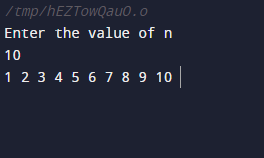 /tmp/hEZTowQauO.o
Enter the value of n
10
1 2 3 4 5 6 7 8 9 10